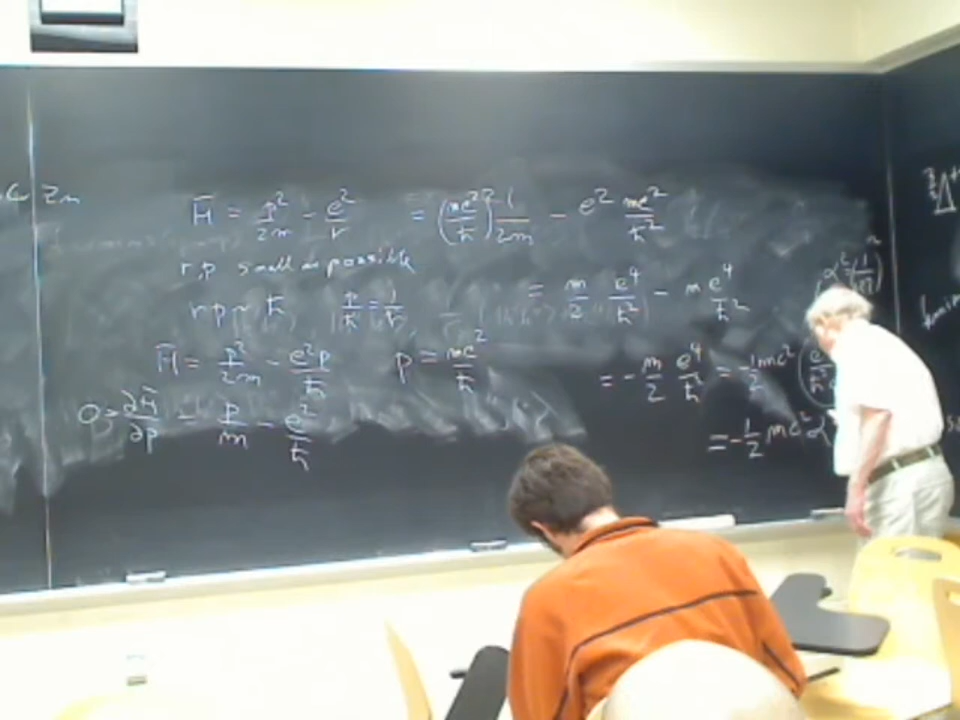 2m
H̄ = p²/2m - e²/r = (me²/ħ)² 1/2m - e² me²/ħ²
r,p small as possible
r p ~ ħ p/ħ = 1/r = m/2 e⁴/ħ² - m e⁴/ħ²
H̄ = p²/2m - e²p/ħ p = me²/ħ
0 = ∂H̄/∂p = p/m - e²/ħ
= - m/2 e⁴/ħ² = -1/2 mc² (
= -1/2 mc² α